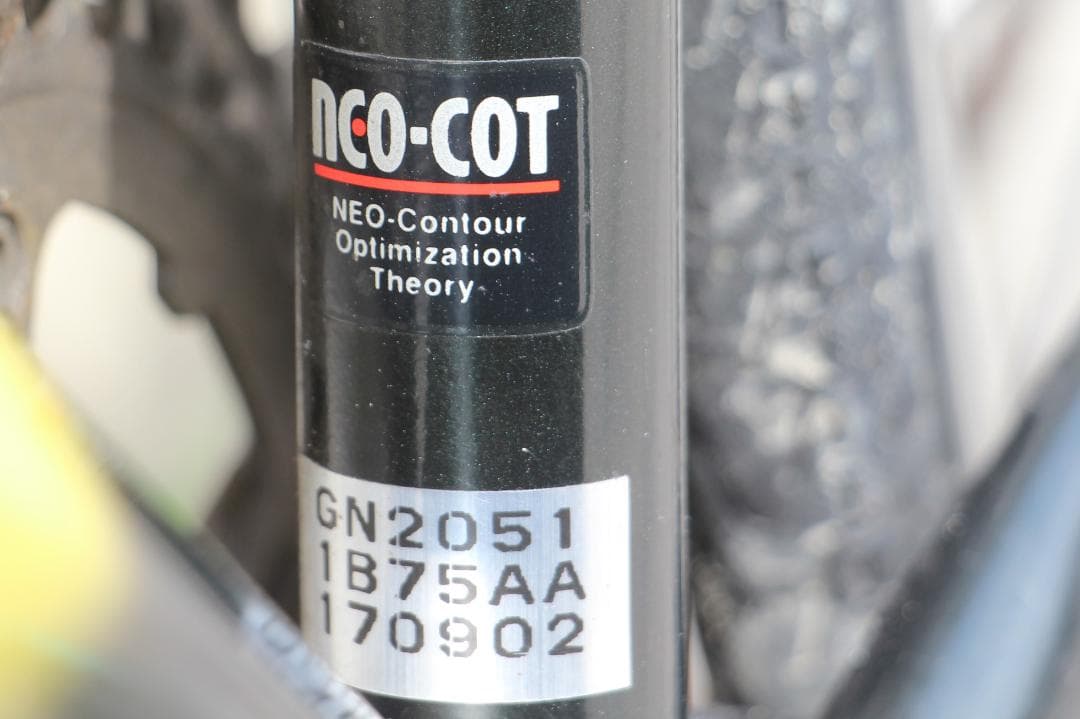 NEO-COT
NEO-Contour
Optimization
Theory
GN2051
1B75AA
170902